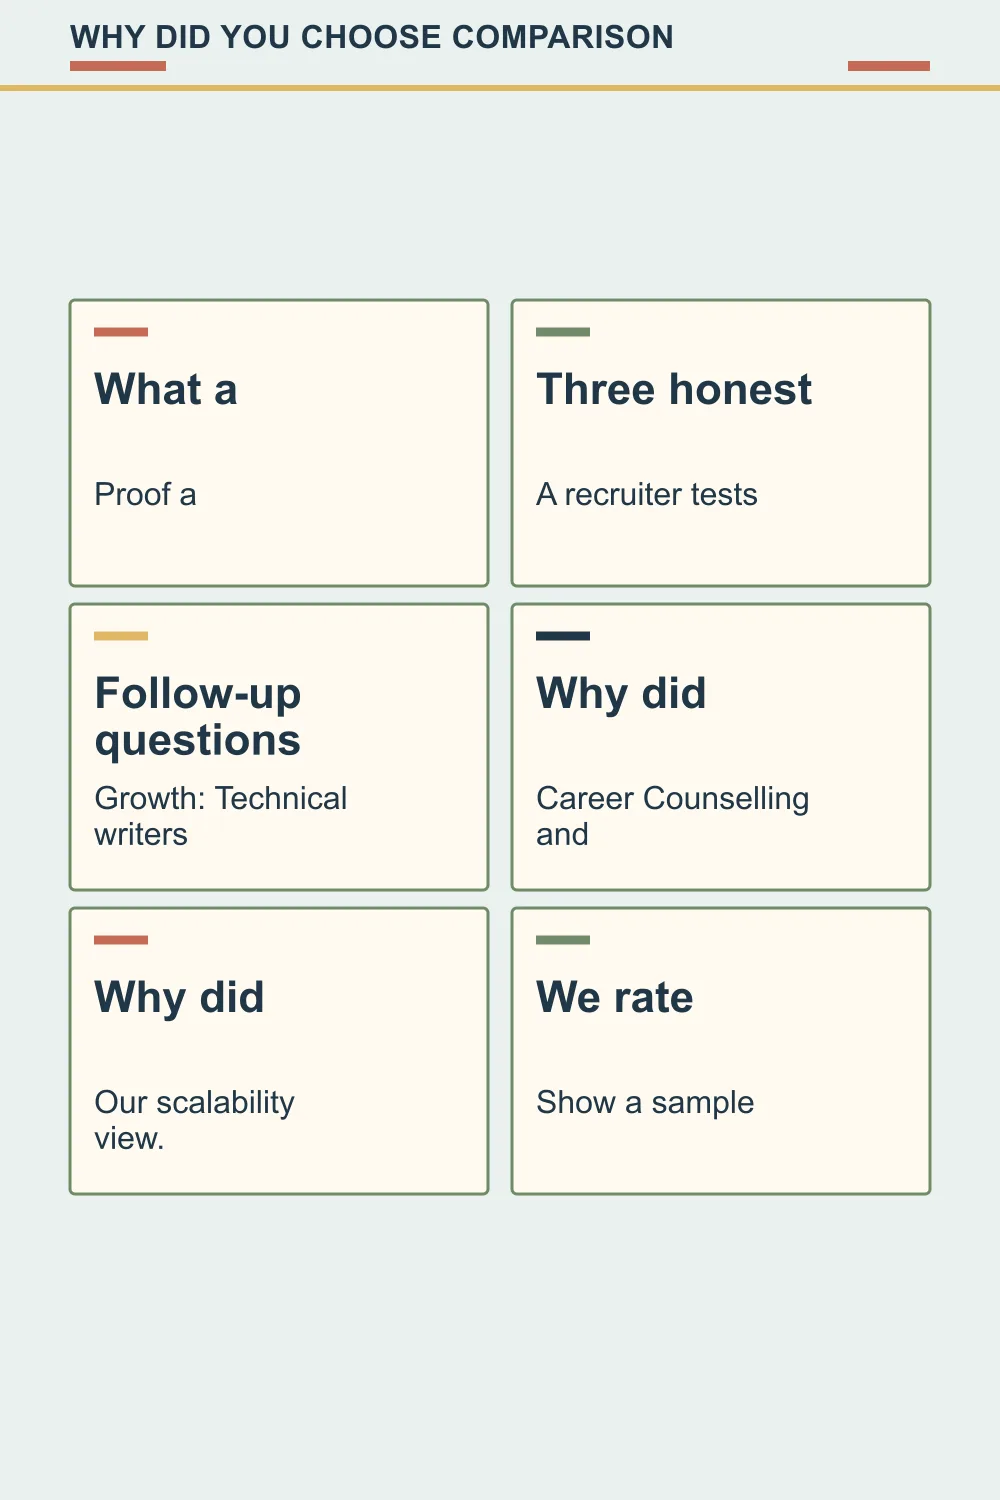 WHY DID YOU CHOOSE COMPARISON
What a
Proof a
Three honest
A recruiter tests
Follow-up
questions
Growth: Technical
writers
Why did
Career Counselling
and
Why did
Our scalability
view.
We rate
Show a sample